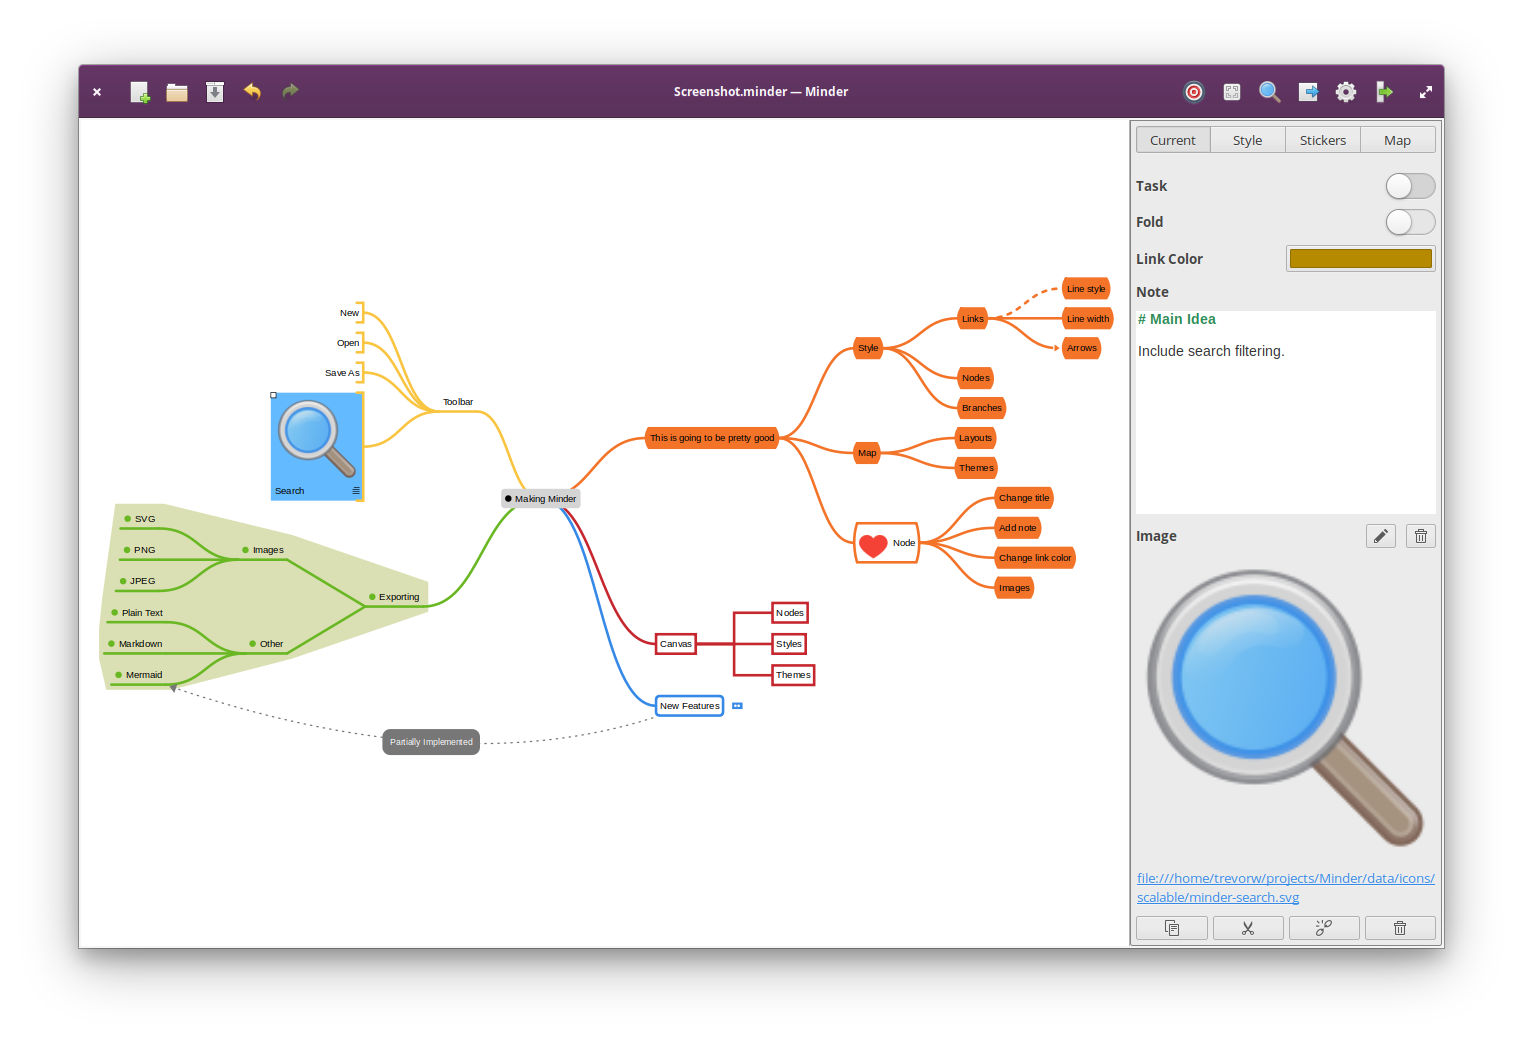 Screenshot.minder — Minder
Current
Style
Stickers
Map
Task
Fold
Link Color
Note
# Main Idea
Include search filtering.
Image
file:///home/trevorw/projects/Minder/data/icons/
scalable/minder-search.svg
New
Open
Save As
Search
Toolbar
Making Minder
SVG
PNG
JPEG
Images
Plain Text
Markdown
Mermaid
Other
Exporting
Partially Implemented
This is going to be pretty good
Style
Links
Line style
Line width
Arrows
Nodes
Branches
Map
Layouts
Themes
Node
Change title
Add note
Change link color
Images
Canvas
Nodes
Styles
Themes
New Features